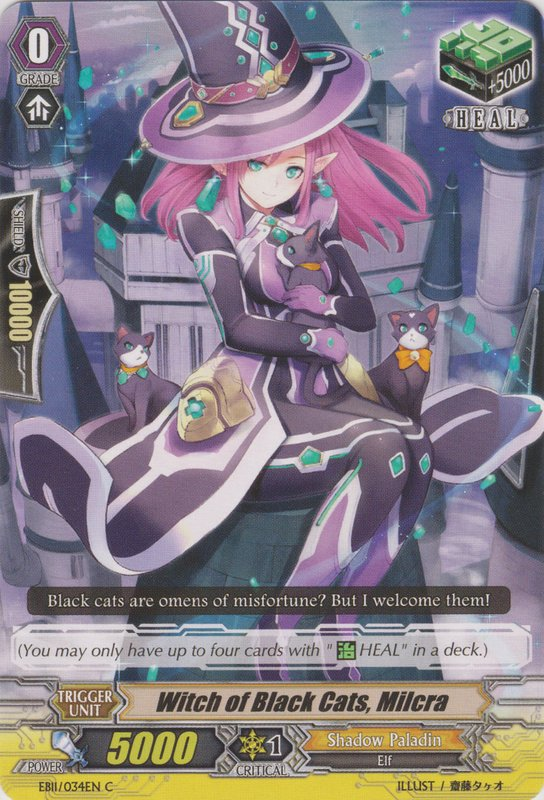 0
GRADE
治
+5000
HEAL
SHIELD
10000
Black cats are omens of misfortune? But I welcome them!
(You may only have up to four cards with " 治 HEAL" in a deck.)
TRIGGER
UNIT
Witch of Black Cats, Milcra
POWER
5000
1
CRITICAL
Shadow Paladin
Elf
EB11/034EN C
ILLUST / 齋藤タケオ